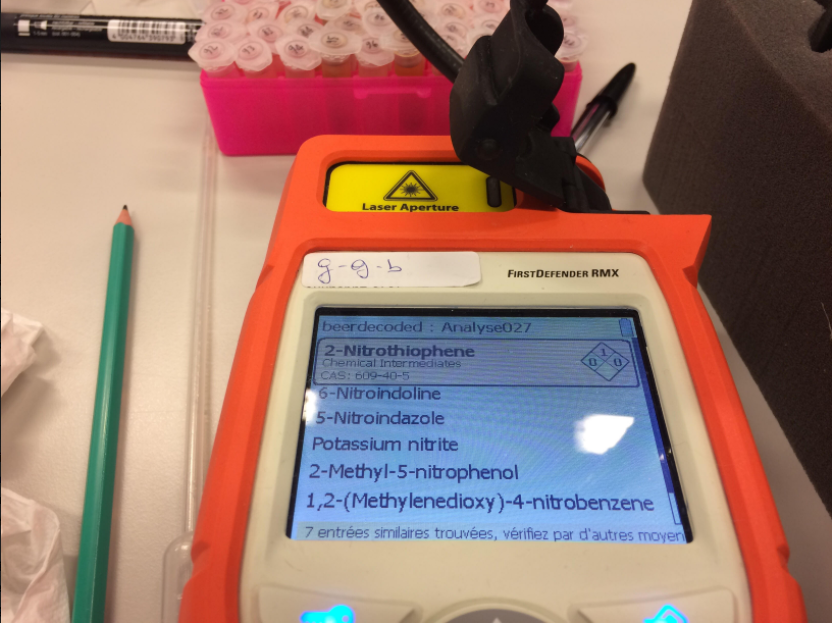 Laser Aperture
g-g-b
FIRSTDEFENDER RMX
beerdecoded : Analyse027
2-Nitrothiophene
Chemical Intermediates
CAS: 609-40-5
1
0 0
6-Nitroindoline
5-Nitroindazole
Potassium nitrite
2-Methyl-5-nitrophenol
1,2-(Methylenedioxy)-4-nitrobenzene
7 entrées similaires trouvées, vérifiez par d'autres moyen